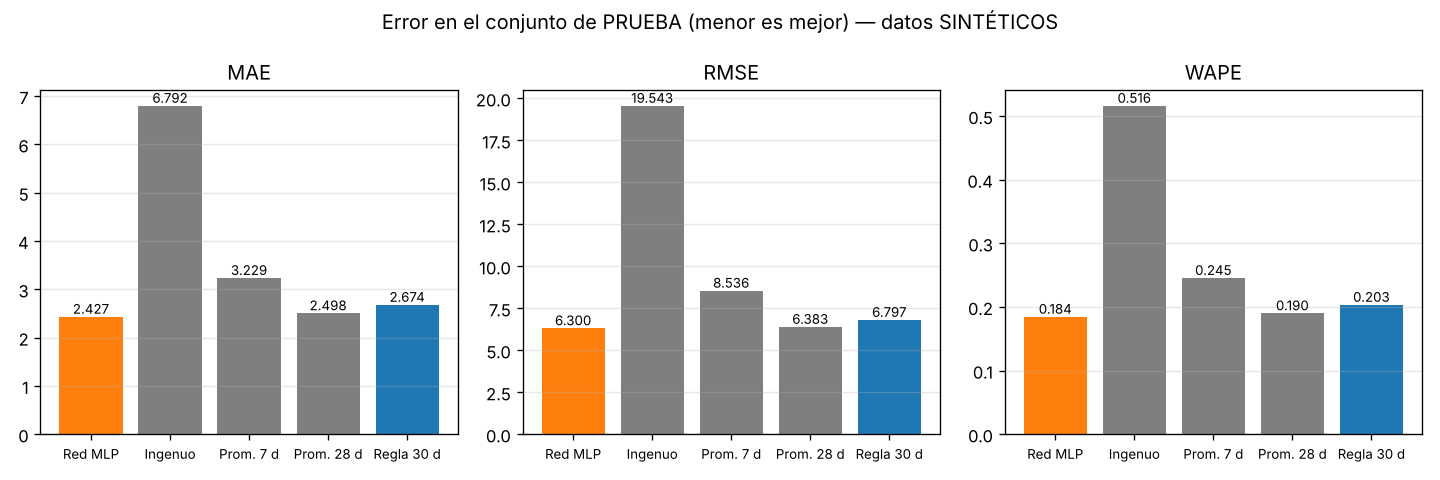 Error en el conjunto de PRUEBA (menor es mejor) — datos SINTÉTICOS
MAE
7
6
5
4
3
2
1
0
2.427
6.792
3.229
2.498
2.674
Red MLP
Ingenuo
Prom. 7 d
Prom. 28 d
Regla 30 d
RMSE
20.0
17.5
15.0
12.5
10.0
7.5
5.0
2.5
0.0
6.300
19.543
8.536
6.383
6.797
Red MLP
Ingenuo
Prom. 7 d
Prom. 28 d
Regla 30 d
WAPE
0.5
0.4
0.3
0.2
0.1
0.0
0.184
0.516
0.245
0.190
0.203
Red MLP
Ingenuo
Prom. 7 d
Prom. 28 d
Regla 30 d